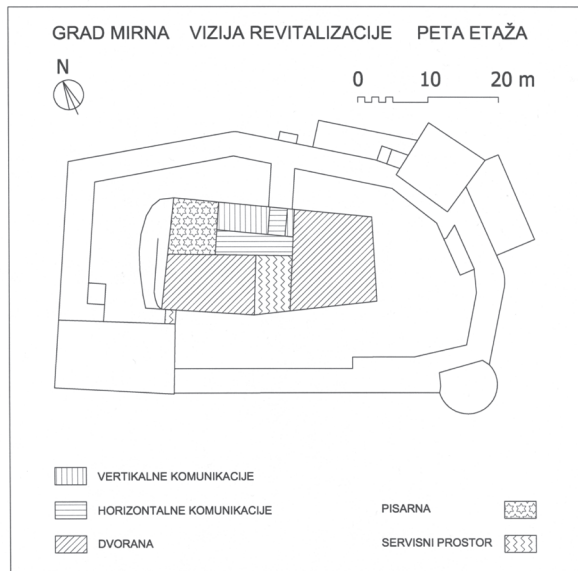 GRAD MIRNA VIZIJA REVITALIZACIJE PETA ETAŽA
N
0 10 20 m
VERTIKALNE KOMUNIKACIJE
HORIZONTALNE KOMUNIKACIJE
PISARNA
DVORANA
SERVISNI PROSTOR